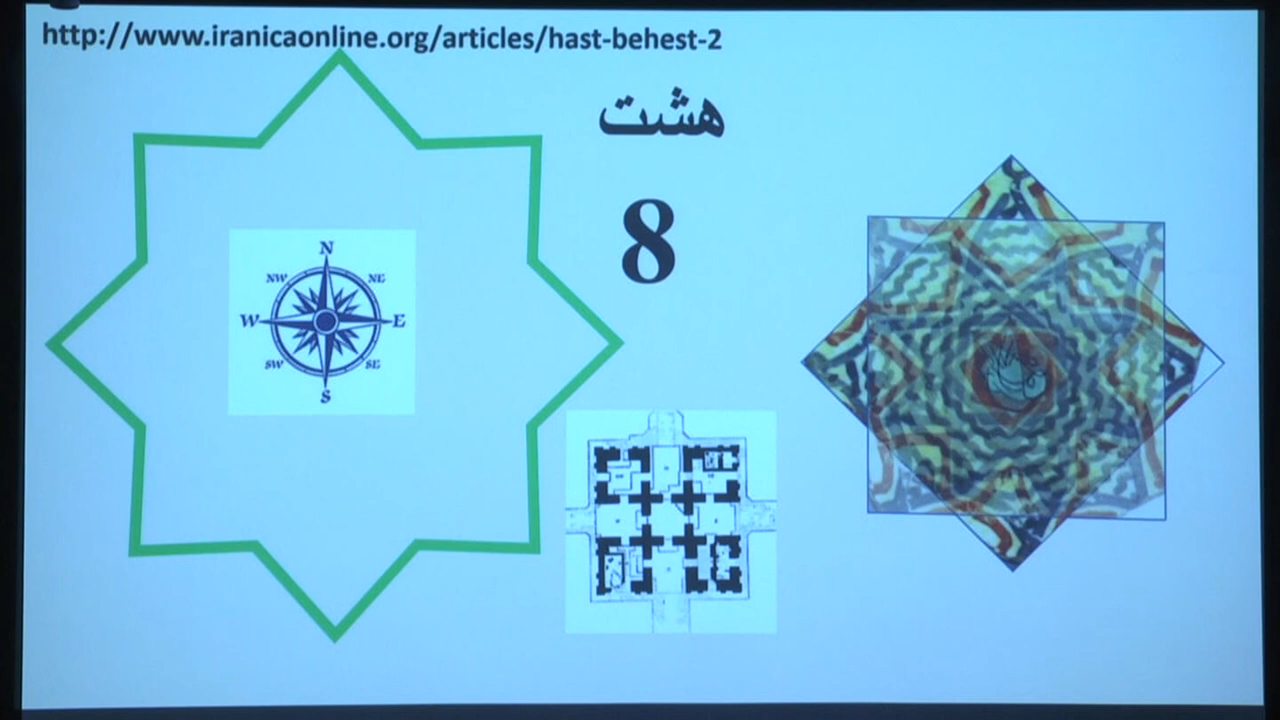 http://www.iranicaonline.org/articles/hast-behest-2
هشت
8
N
NW NE
W E
SW SE
S